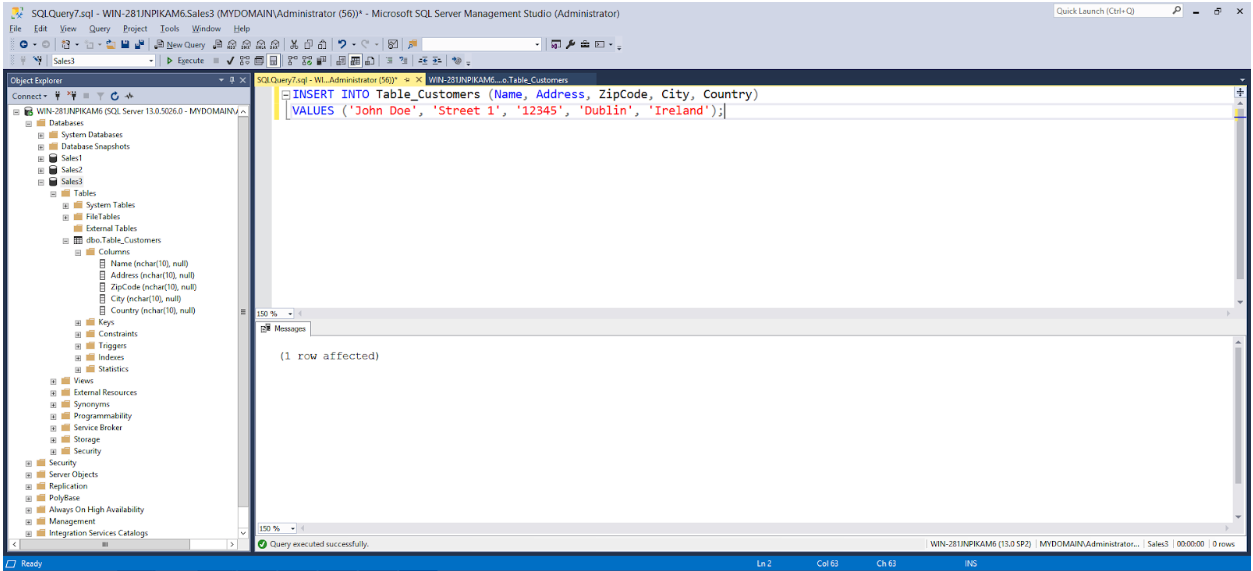 SQLQuery7.sql - WIN-281JNPIKAM6.Sales3 (MYDOMAIN\Administrator (56))* - Microsoft SQL Server Management Studio (Administrator)
Quick Launch (Ctrl+Q)
File Edit View Query Project Tools Window Help
New Query
Sales3
Execute
Object Explorer
Connect
WIN-281JNPIKAM6 (SQL Server 13.0.5026.0 - MYDOMAIN\
Databases
System Databases
Database Snapshots
Sales1
Sales2
Sales3
Tables
System Tables
FileTables
External Tables
dbo.Table_Customers
Columns
Name (nchar(10), null)
Address (nchar(10), null)
ZipCode (nchar(10), null)
City (nchar(10), null)
Country (nchar(10), null)
Keys
Constraints
Triggers
Indexes
Statistics
Views
External Resources
Synonyms
Programmability
Service Broker
Storage
Security
Security
Server Objects
Replication
PolyBase
Always On High Availability
Management
Integration Services Catalogs
SQLQuery7.sql - WI...Administrator (56))* WIN-281JNPIKAM6....o.Table_Customers
INSERT INTO Table_Customers (Name, Address, ZipCode, City, Country)
VALUES ('John Doe', 'Street 1', '12345', 'Dublin', 'Ireland');
150 %
Messages
(1 row affected)
150 %
Query executed successfully. WIN-281JNPIKAM6 (13.0 SP2) MYDOMAIN\Administrator... Sales3 00:00:00 0 rows
Ready Ln 2 Col 63 Ch 63 INS